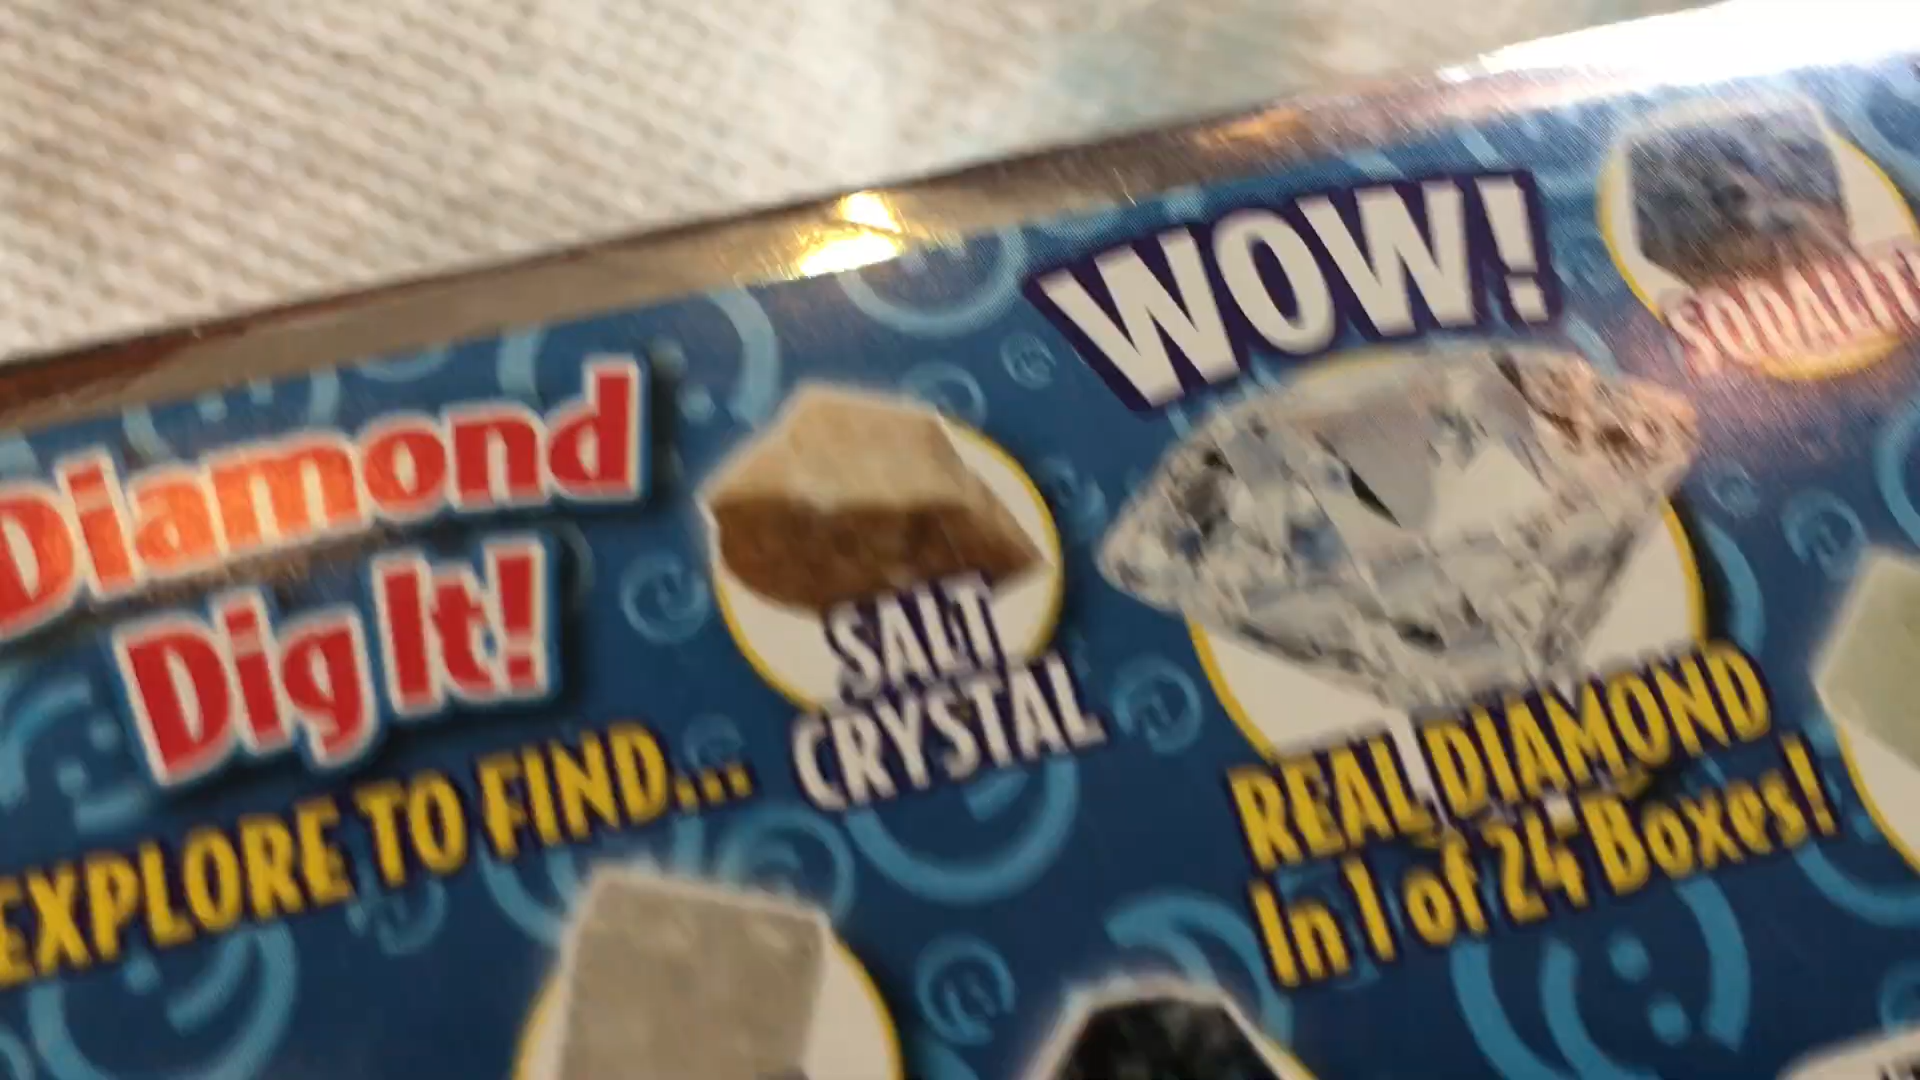 Diamond
Dig It!
EXPLORE TO FIND...
SALT
CRYSTAL
WOW!
REAL DIAMOND
In 1 of 24 Boxes!